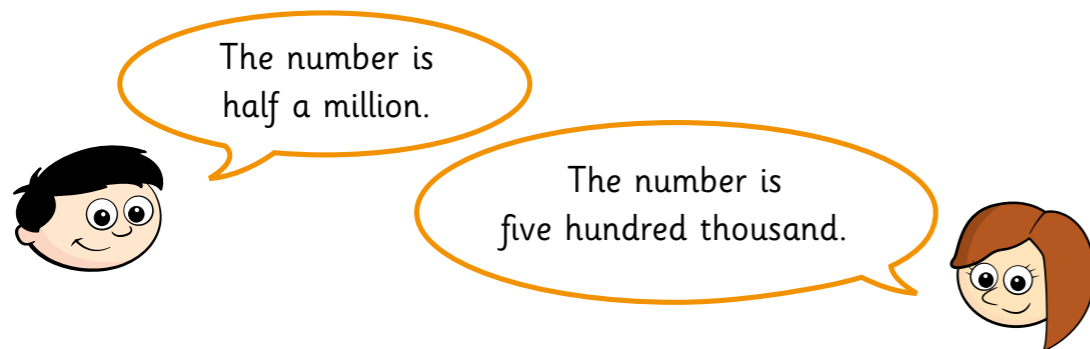 The number is
half a million.
The number is
five hundred thousand.